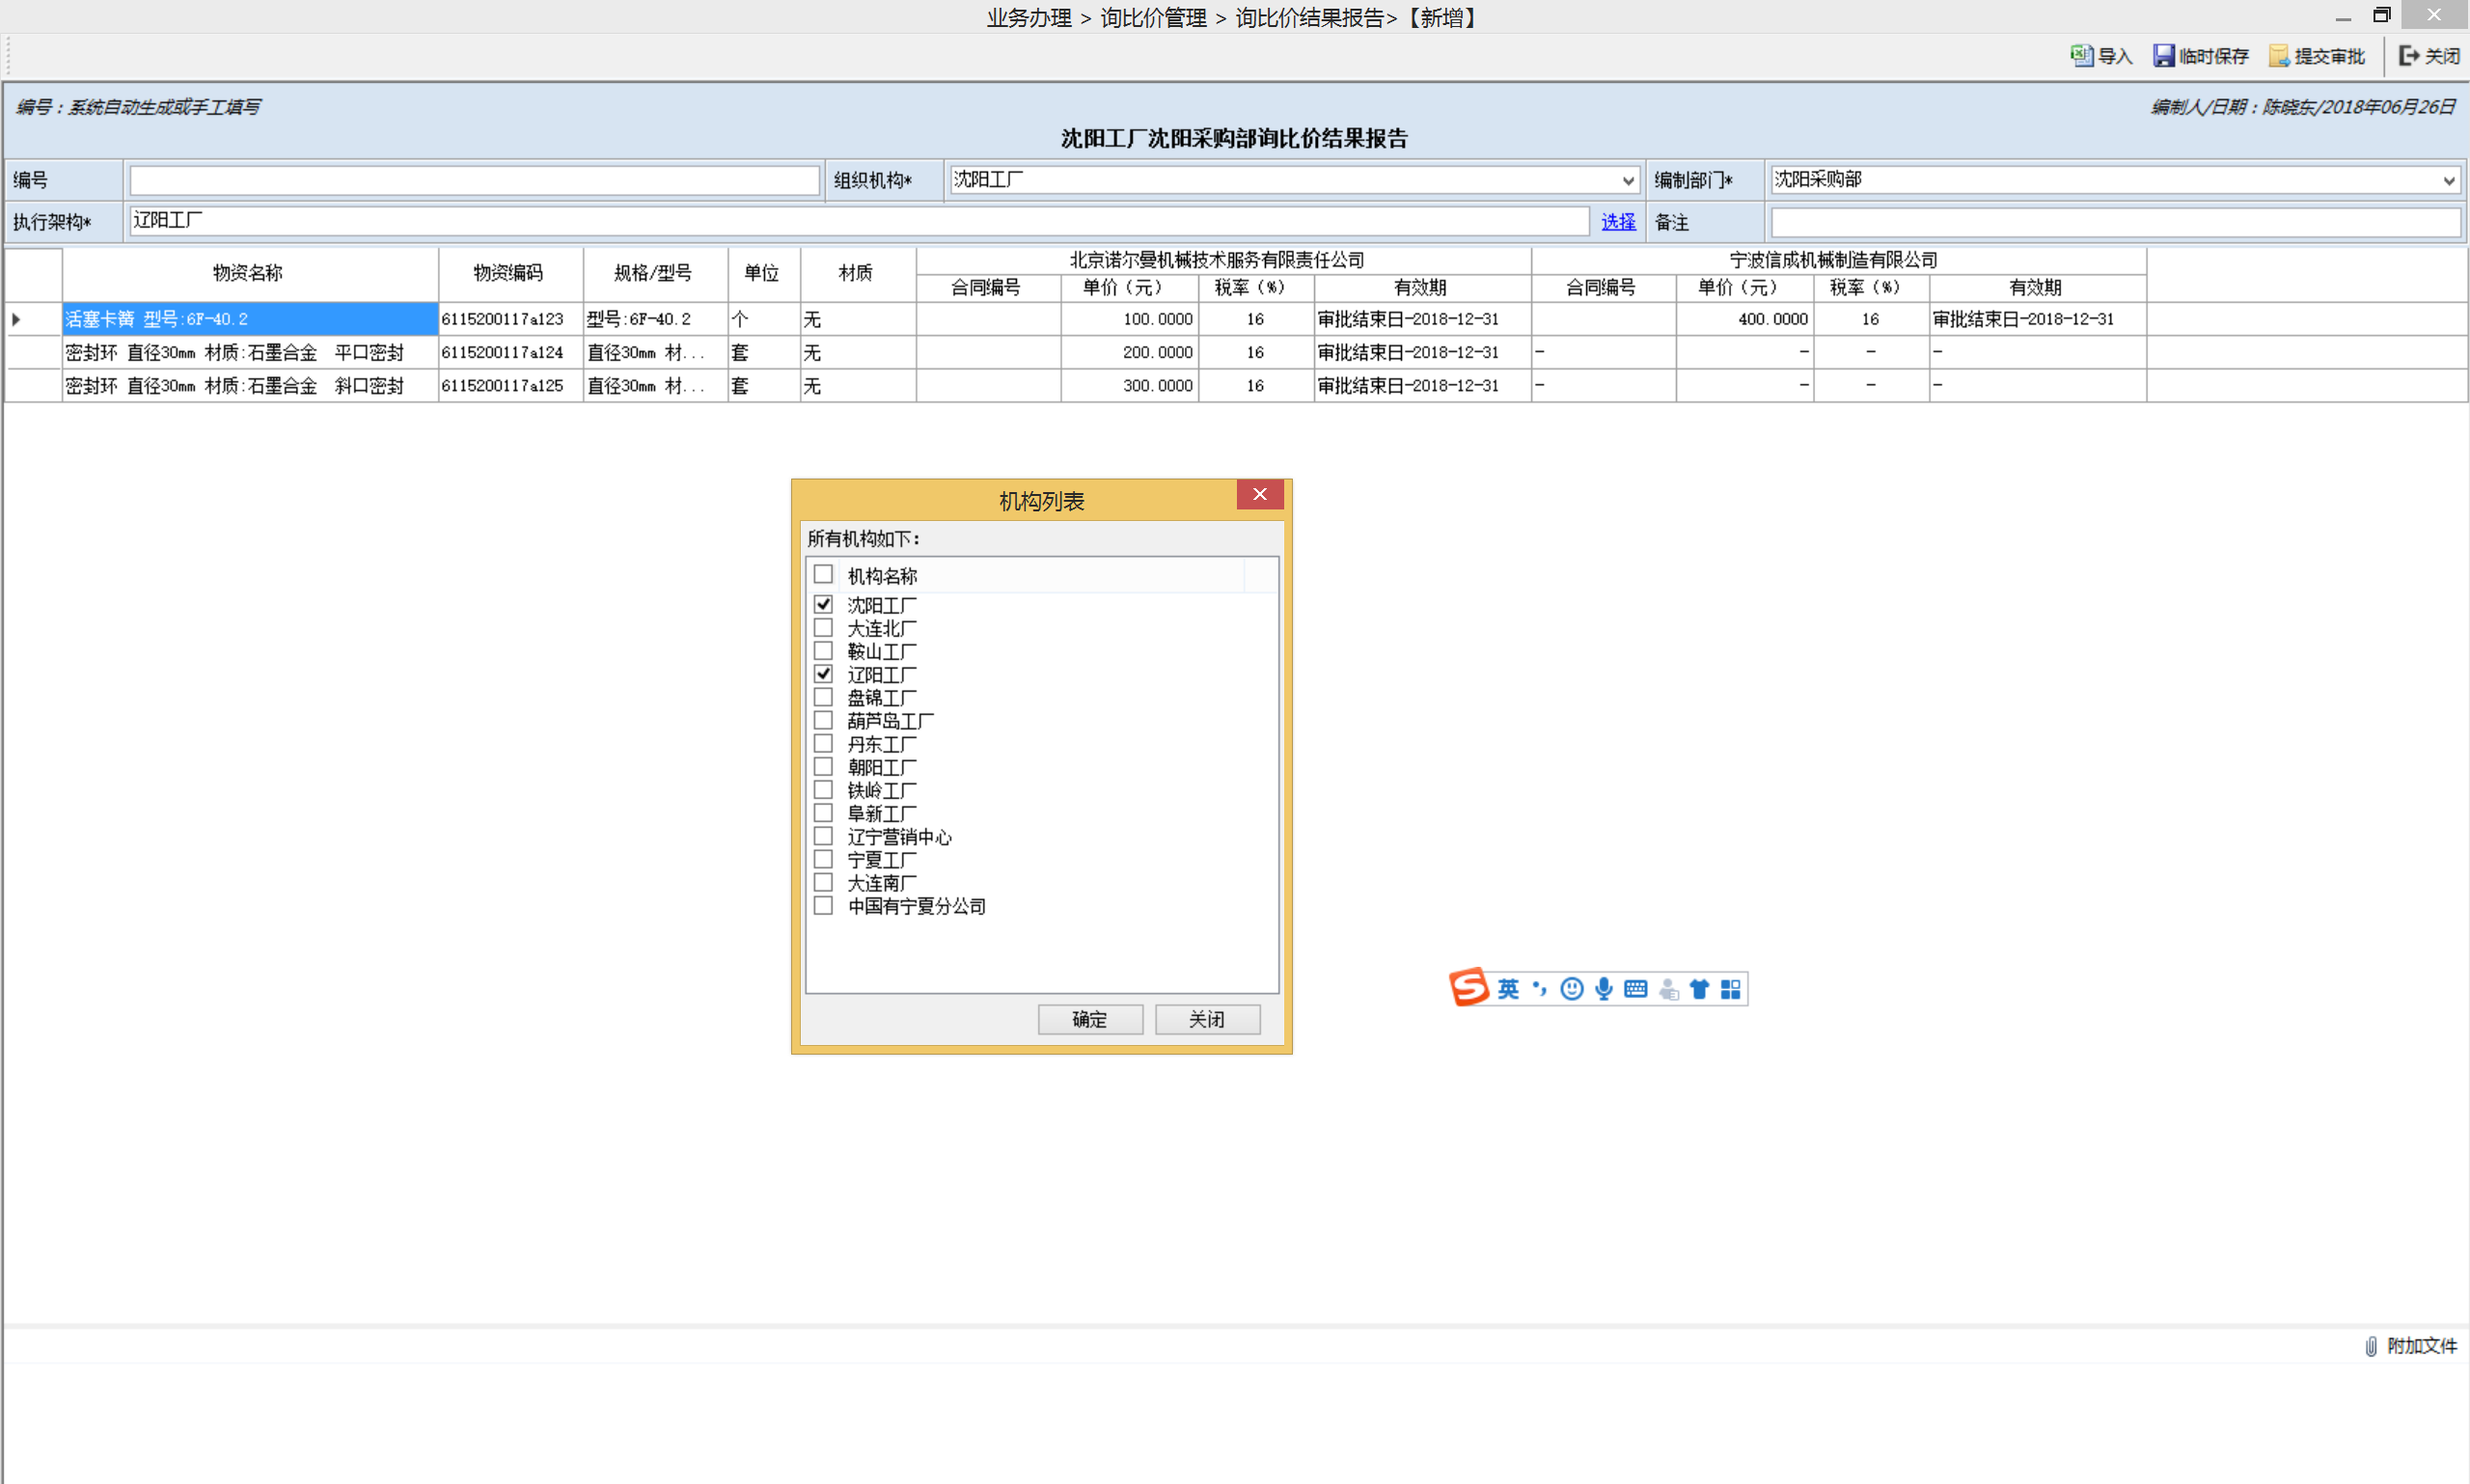 业务办理 > 询比价管理 > 询比价结果报告>【新增】
导入 临时保存 提交审批 关闭
编号：系统自动生成或手工填写 编制人/日期：陈晓东/2018年06月26日
沈阳工厂沈阳采购部询比价结果报告
编号 组织机构* 沈阳工厂 编制部门* 沈阳采购部
执行架构* 辽阳工厂 选择 备注
物资名称 物资编码 规格/型号 单位 材质 北京诺尔曼机械技术服务有限责任公司 宁波信成机械制造有限公司
合同编号 单价（元） 税率（%） 有效期 合同编号 单价（元） 税率（%） 有效期
活塞卡簧 型号:6F-40.2 6115200117a123 型号:6F-40.2 个 无 100.0000 16 审批结束日-2018-12-31 400.0000 16 审批结束日-2018-12-31
密封环 直径30mm 材质:石墨合金 平口密封 6115200117a124 直径30mm 材... 套 无 200.0000 16 审批结束日-2018-12-31 - - - -
密封环 直径30mm 材质:石墨合金 斜口密封 6115200117a125 直径30mm 材... 套 无 300.0000 16 审批结束日-2018-12-31 - - - -
机构列表
所有机构如下:
机构名称
沈阳工厂
大连北厂
鞍山工厂
辽阳工厂
盘锦工厂
葫芦岛工厂
丹东工厂
朝阳工厂
铁岭工厂
阜新工厂
辽宁营销中心
宁夏工厂
大连南厂
中国有宁夏分公司
确定 关闭
S 英
附加文件